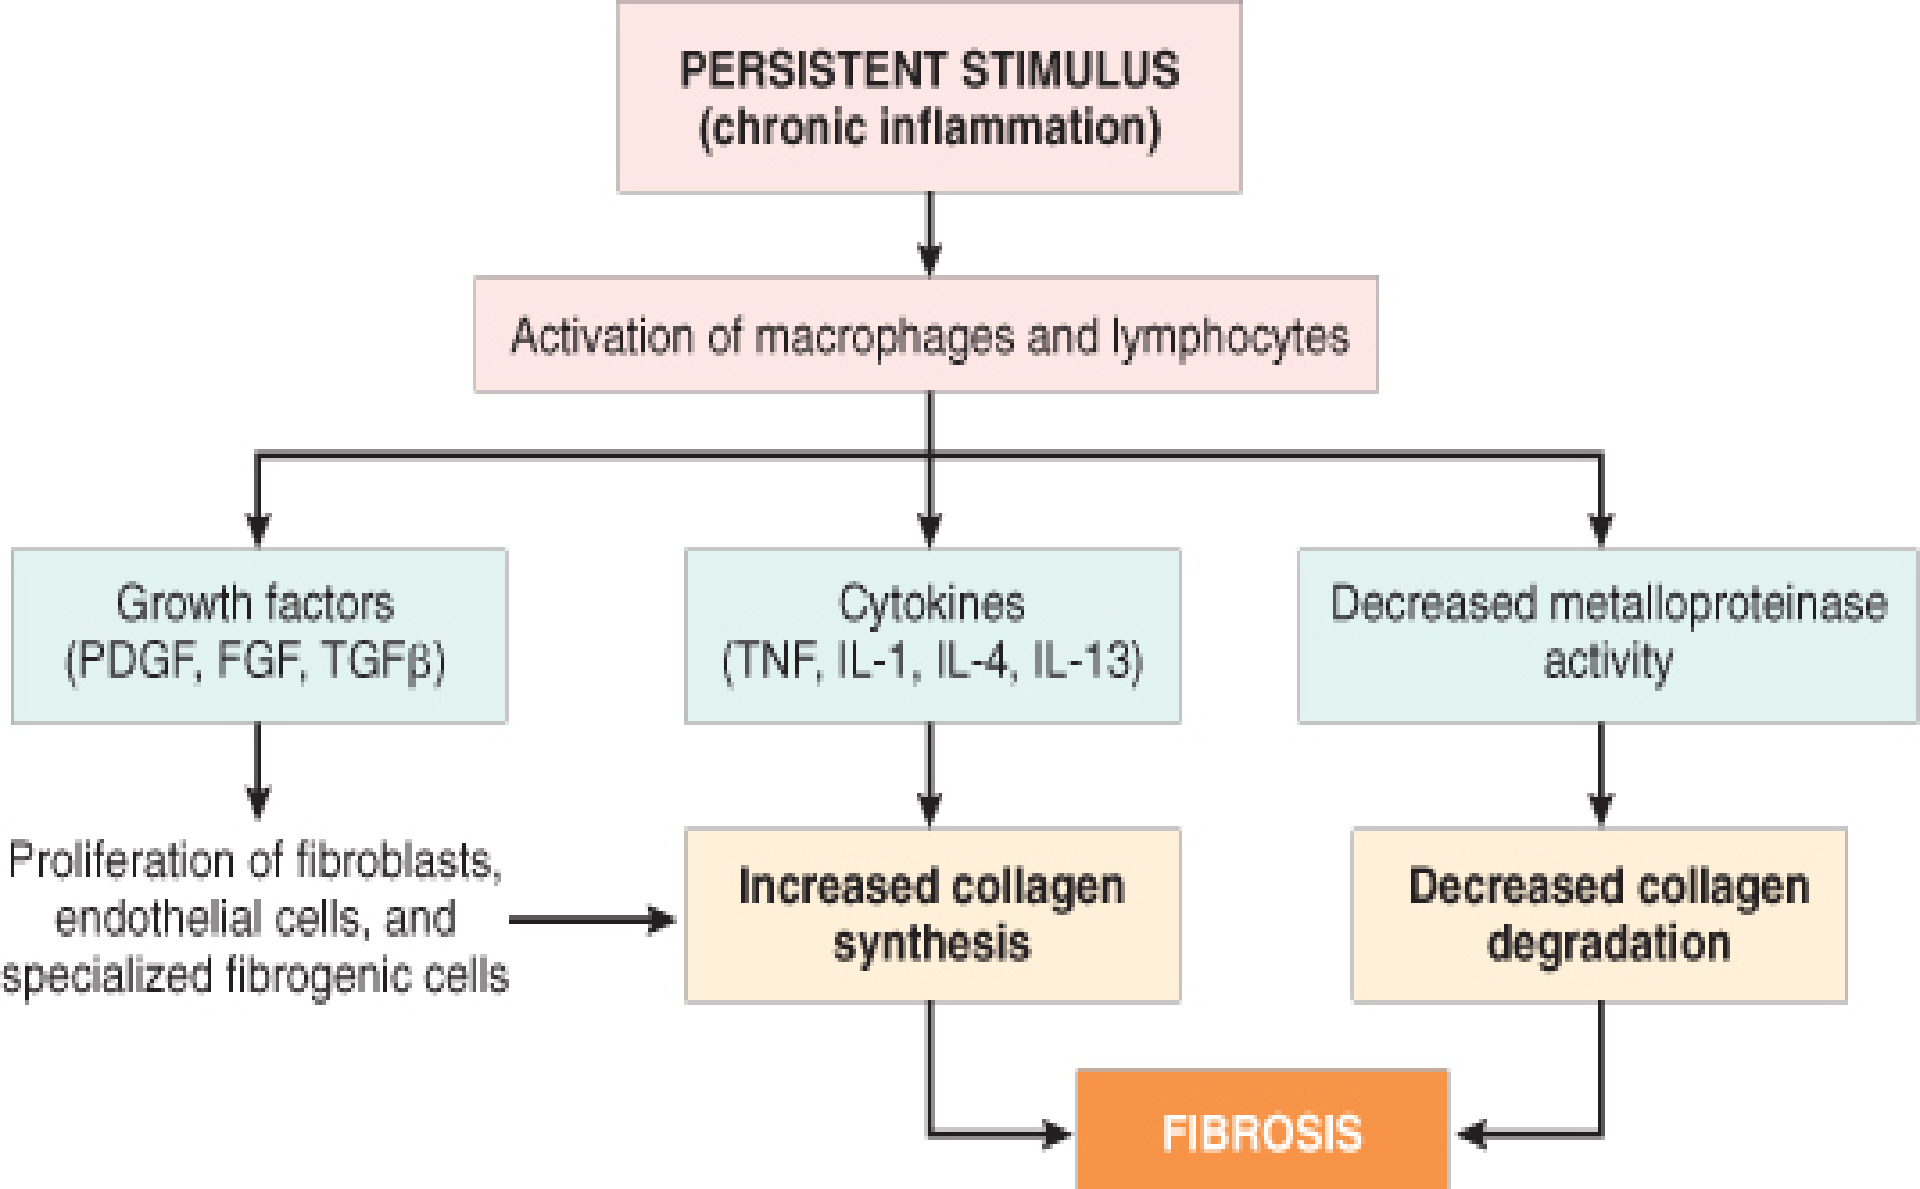 PERSISTENT STIMULUS
(chronic inflammation)
Activation of macrophages and lymphocytes
Growth factors
(PDGF, FGF, TGFβ)
Cytokines
(TNF, IL-1, IL-4, IL-13)
Decreased metalloproteinase
activity
Proliferation of fibroblasts,
endothelial cells, and
specialized fibrogenic cells
Increased collagen
synthesis
Decreased collagen
degradation
FIBROSIS